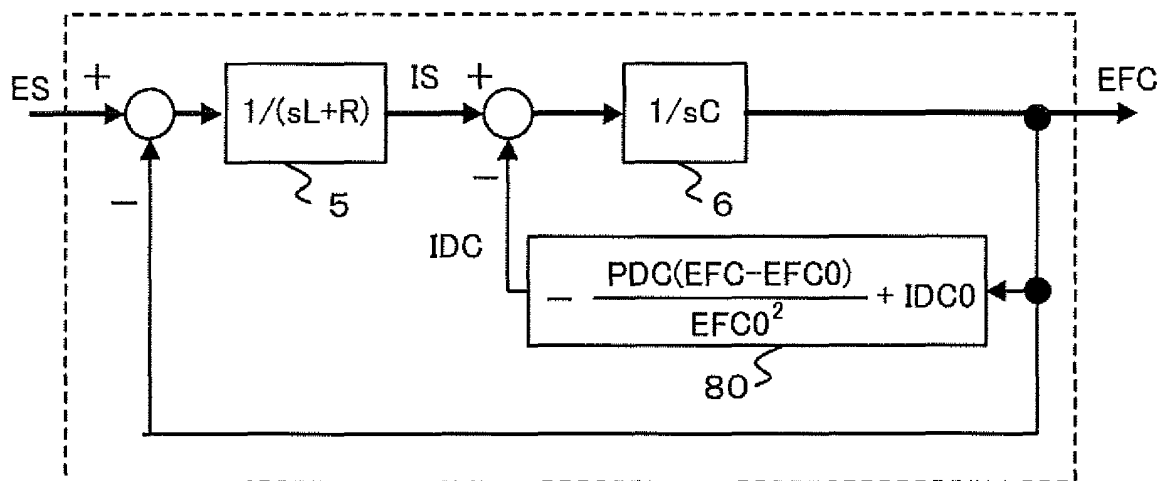 ES
+
−
1/(sL+R)
5
IS
+
−
1/sC
6
EFC
IDC
− PDC(EFC-EFC0)
EFC0²
+ IDC0
80